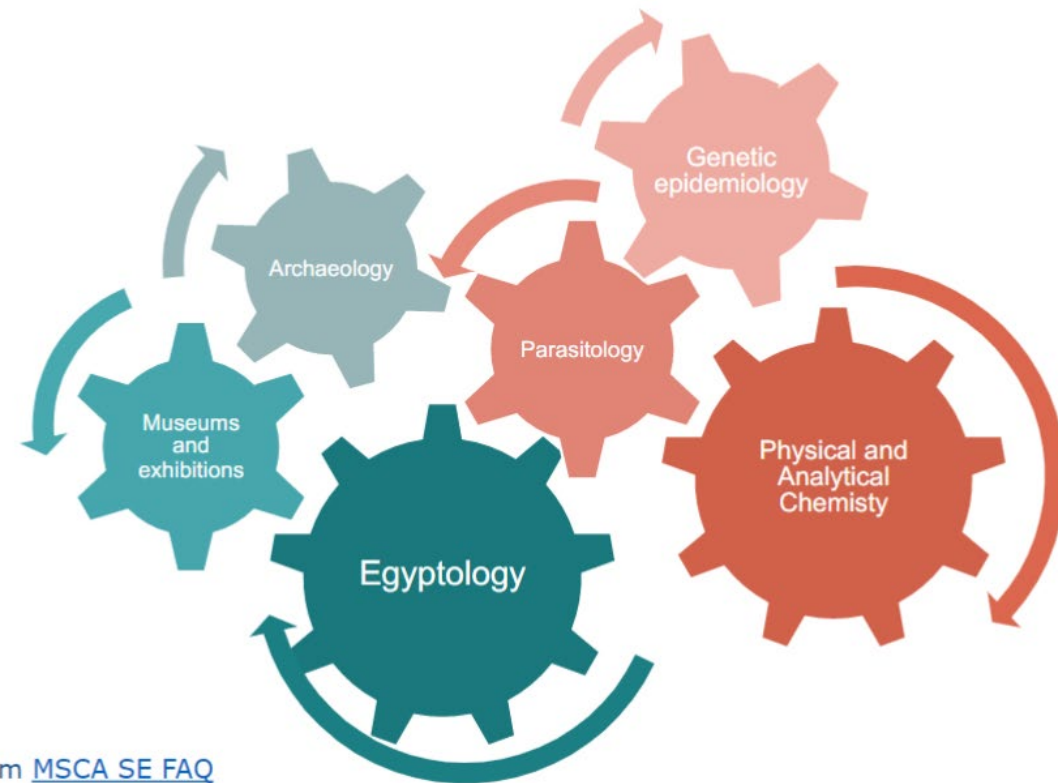 Genetic
epidemiology
Archaeology
Parasitology
Museums
and
exhibitions
Physical and
Analytical
Chemisty
Egyptology
m MSCA SE FAQ